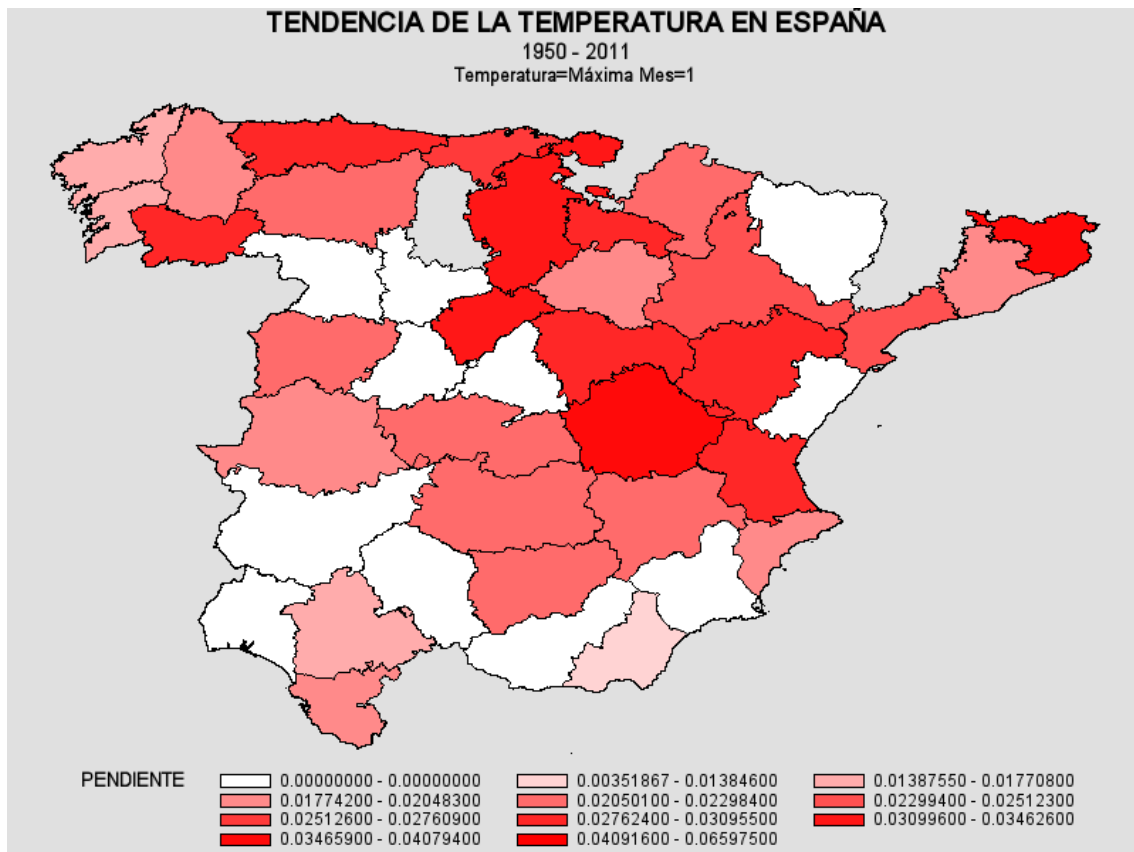 TENDENCIA DE LA TEMPERATURA EN ESPAÑA
1950 - 2011
Temperatura=Máxima Mes=1
PENDIENTE 0.00000000 - 0.00000000 0.00351867 - 0.01384600 0.01387550 - 0.01770800
0.01774200 - 0.02048300 0.02050100 - 0.02298400 0.02299400 - 0.02512300
0.02512600 - 0.02760900 0.02762400 - 0.03095500 0.03099600 - 0.03462600
0.03465900 - 0.04079400 0.04091600 - 0.06597500